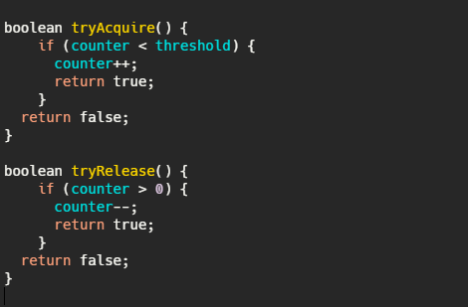 boolean tryAcquire() {
    if (counter < threshold) {
      counter++;
      return true;
    }
  return false;
}

boolean tryRelease() {
    if (counter > 0) {
      counter--;
      return true;
    }
  return false;
}